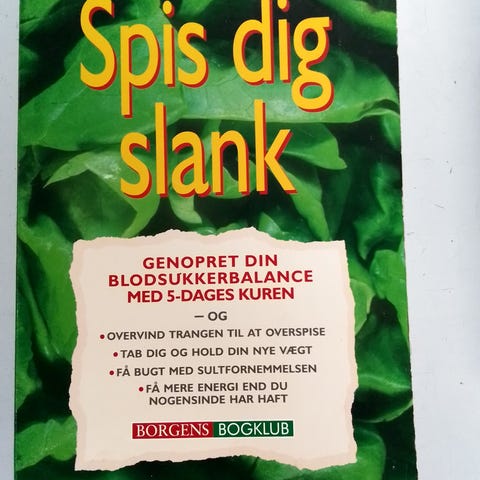 Spis dig
slank
GENOPRET DIN
BLODSUKKERBALANCE
MED 5-DAGES KUREN
– OG
• OVERVIND TRANGEN TIL AT OVERSPISE
• TAB DIG OG HOLD DIN NYE VÆGT
• FÅ BUGT MED SULTFORNEMMELSEN
• FÅ MERE ENERGI END DU
NOGENSINDE HAR HAFT
BORGENS BOGKLUB